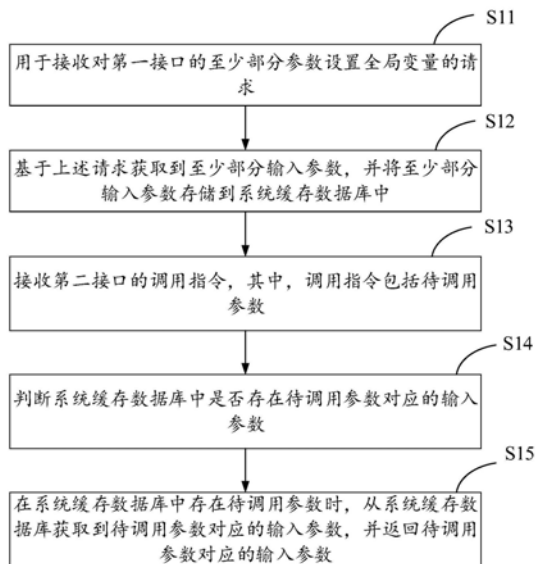 S11
用于接收对第一接口的至少部分参数设置全局变量的请
求
S12
基于上述请求获取到至少部分输入参数，并将至少部分
输入参数存储到系统缓存数据库中
S13
接收第二接口的调用指令，其中，调用指令包括待调用
参数
S14
判断系统缓存数据库中是否存在待调用参数对应的输入
参数
S15
在系统缓存数据库中存在待调用参数时，从系统缓存数
据库获取到待调用参数对应的输入参数，并返回待调用
参数对应的输入参数